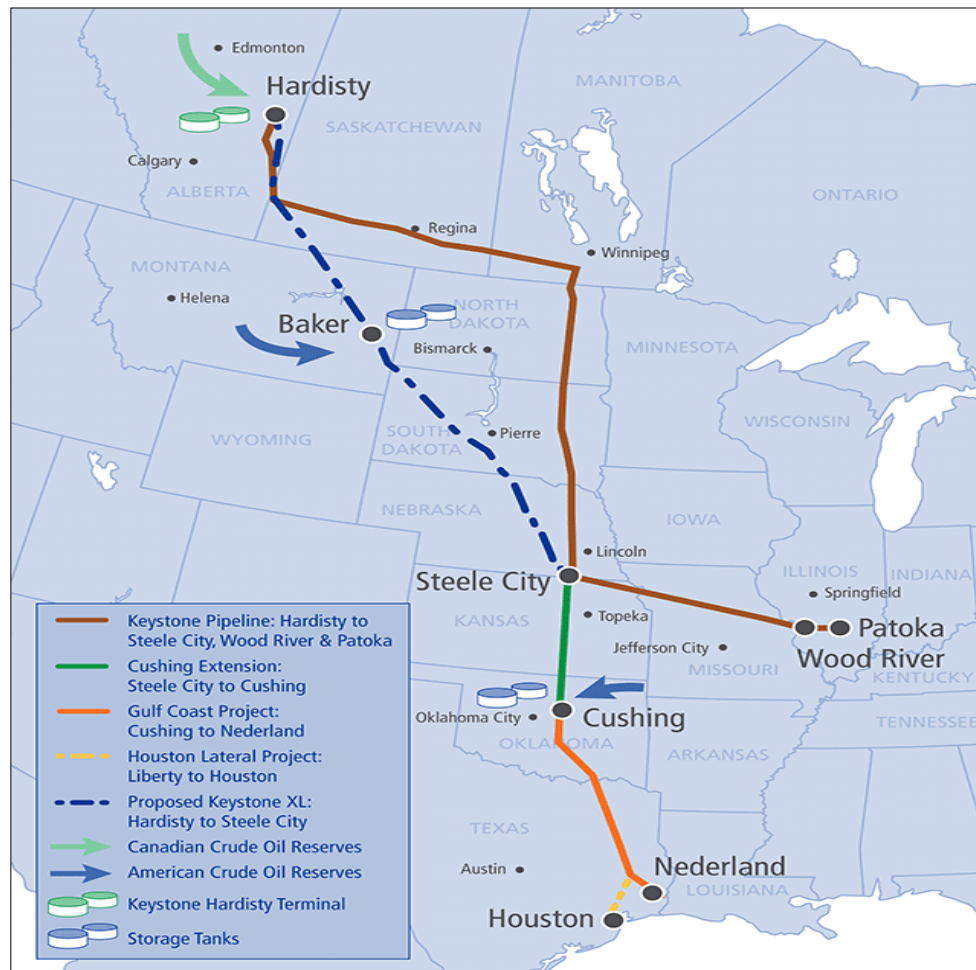 Edmonton
Hardisty
MANITOBA
SASKATCHEWAN
Calgary
ALBERTA
ONTARIO
Regina
Winnipeg
MONTANA
Helena
NORTH
DAKOTA
Baker
Bismarck
MINNESOTA
WISCONSIN
WYOMING
SOUTH
DAKOTA
Pierre
NEBRASKA
IOWA
Lincoln
Steele City
ILLINOIS
INDIANA
Springfield
KANSAS
Topeka
Patoka
Jefferson City
Wood River
MISSOURI
KENTUCKY
Oklahoma City
Cushing
OKLAHOMA
TENNESSEE
ARKANSAS
TEXAS
Austin
Nederland
LOUISIANA
Houston
Keystone Pipeline: Hardisty to
Steele City, Wood River & Patoka
Cushing Extension:
Steele City to Cushing
Gulf Coast Project:
Cushing to Nederland
Houston Lateral Project:
Liberty to Houston
Proposed Keystone XL:
Hardisty to Steele City
Canadian Crude Oil Reserves
American Crude Oil Reserves
Keystone Hardisty Terminal
Storage Tanks